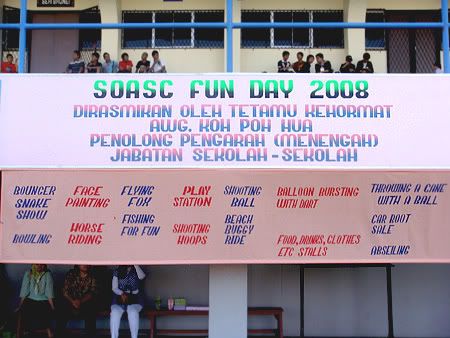 SOASC FUN DAY 2008
DIRASMIKAN OLEH TETAMU KEHORMAT
AWG. KOH POH HUA
PENOLONG PENGARAH (MENENGAH)
JABATAN SEKOLAH-SEKOLAH
BOUNCER
SNAKE
SHOW
BOWLING
FACE
PAINTING
HORSE
RIDING
FLYING
FOX
FISHING
FOR FUN
PLAY
STATION
SHOOTING
HOOPS
SHOOTING
BALL
BEACH
BUGGY
RIDE
BALLOON BURSTING
WITH DART
FOOD, DRINKS, CLOTHES
ETC STALLS
THROWING A CANE
WITH A BALL
CAR BOOT
SALE
ABSEILING